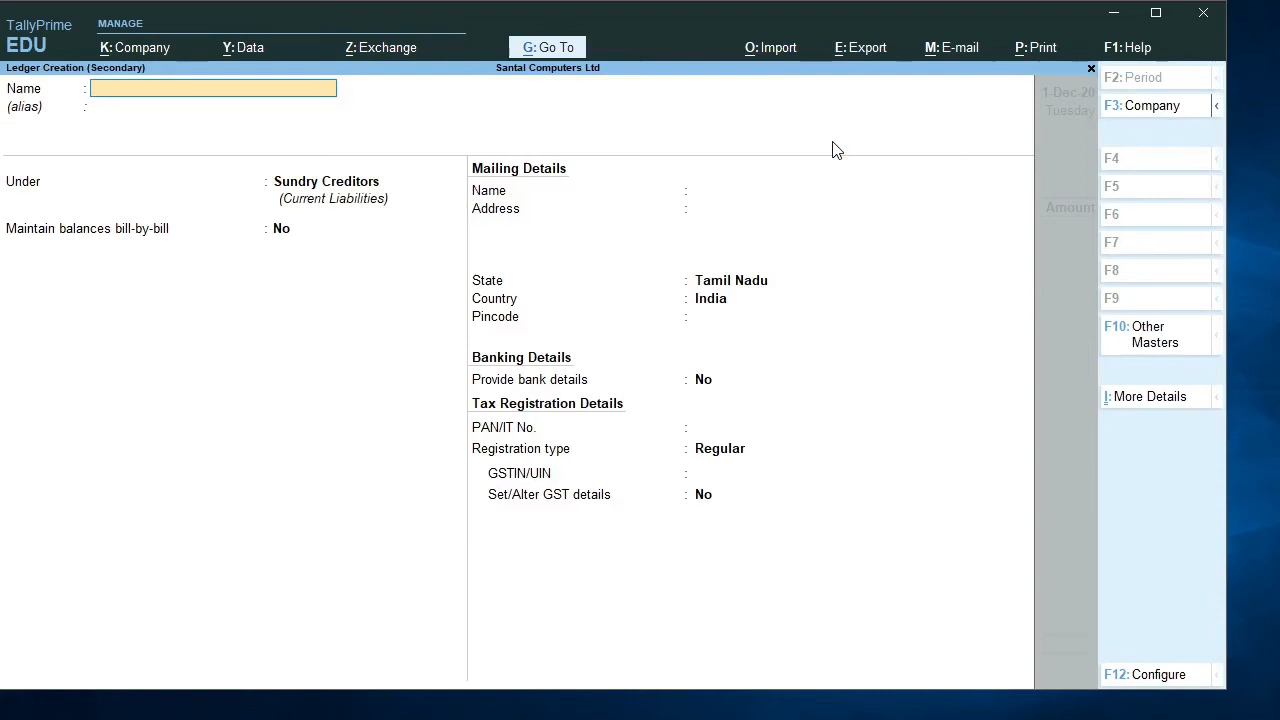 TallyPrime MANAGE
EDU K: Company Y: Data Z: Exchange G: Go To O: Import E: Export M: E-mail P: Print F1: Help
Ledger Creation (Secondary) Santal Computers Ltd
Name :
(alias) :
Under : Sundry Creditors
(Current Liabilities)
Maintain balances bill-by-bill : No
Mailing Details
Name :
Address :
State : Tamil Nadu
Country : India
Pincode :
Banking Details
Provide bank details : No
Tax Registration Details
PAN/IT No. :
Registration type : Regular
GSTIN/UIN :
Set/Alter GST details : No
1-Dec-20
Tuesday
Amount
F2: Period
F3: Company
F4
F5
F6
F7
F8
F9
F10: Other
Masters
I: More Details
F12: Configure